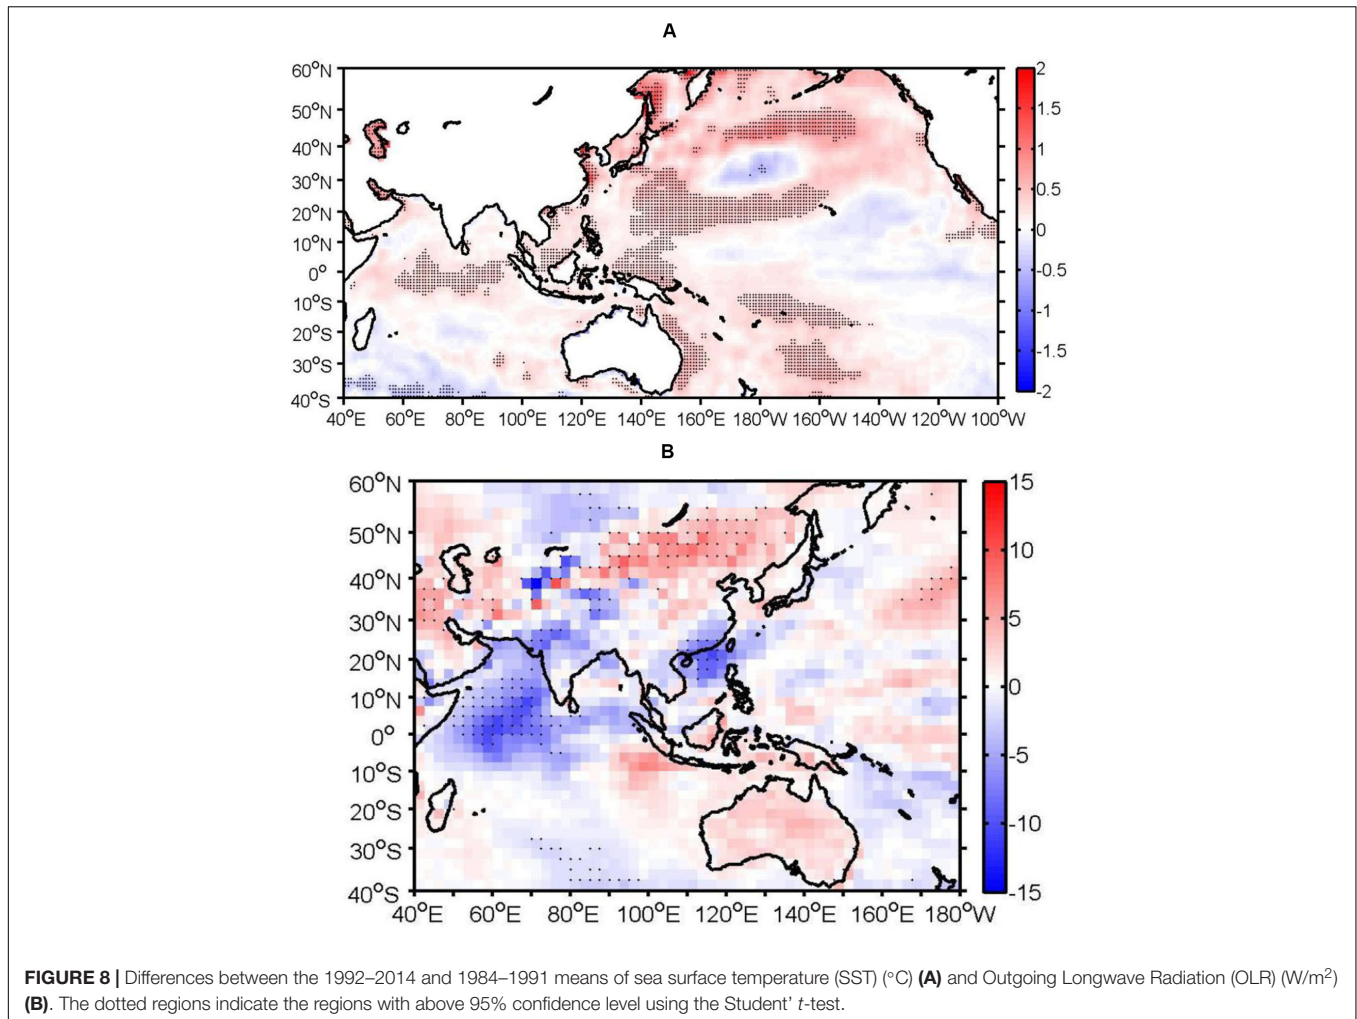 A
60°N
50°N
40°N
30°N
20°N
10°N
0°
10°S
20°S
30°S
40°S
40°E 60°E 80°E 100°E 120°E 140°E 160°E 180°W 160°W 140°W 120°W 100°W
2
1.5
1
0.5
0
-0.5
-1
-1.5
-2
B
60°N
50°N
40°N
30°N
20°N
10°N
0°
10°S
20°S
30°S
40°S
40°E 60°E 80°E 100°E 120°E 140°E 160°E 180°W
15
10
5
0
-5
-10
-15
FIGURE 8 | Differences between the 1992–2014 and 1984–1991 means of sea surface temperature (SST) (°C) (A) and Outgoing Longwave Radiation (OLR) (W/m²)
(B). The dotted regions indicate the regions with above 95% confidence level using the Student' t-test.